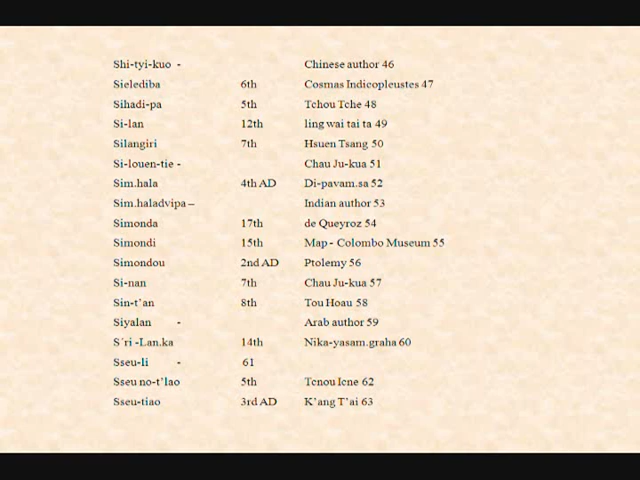 Shi-tyi-kuo - Chinese author 46
Sielediba 6th Cosmas Indicopleustes 47
Sihadi-pa 5th Tchou Tche 48
Si-lan 12th ling wai tai ta 49
Silangiri 7th Hsuen Tsang 50
Si-louen-tie - Chau Ju-kua 51
Sim.hala 4th AD Di-pavam.sa 52
Sim.haladvipa – Indian author 53
Simonda 17th de Queyroz 54
Simondi 15th Map - Colombo Museum 55
Simondou 2nd AD Ptolemy 56
Si-nan 7th Chau Ju-kua 57
Sin-t'an 8th Tou Hoau 58
Siyalan - Arab author 59
S´ri -Lan.ka 14th Nika-yasam.graha 60
Sseu-li - 61
Sseu no-t'lao 5th Tcnou Icne 62
Sseu-tiao 3rd AD K'ang T'ai 63